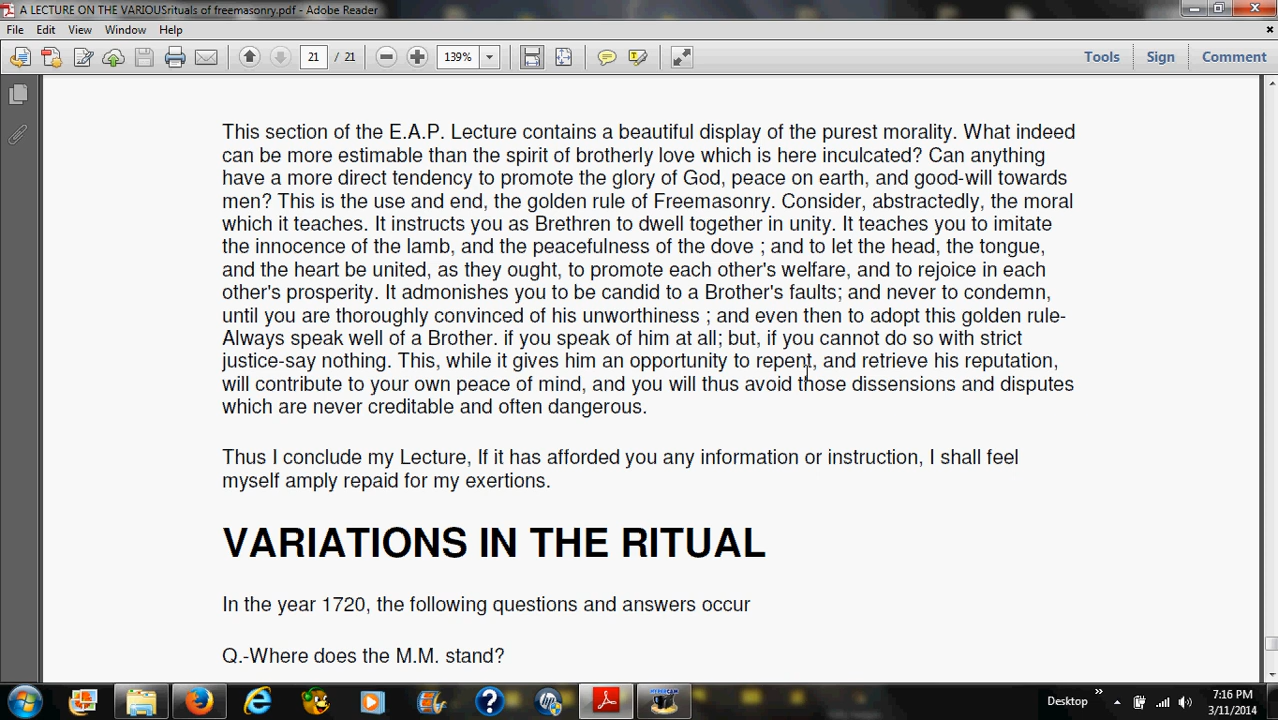 A LECTURE ON THE VARIOUSrituals of freemasonry.pdf - Adobe Reader
File Edit View Window Help
21 / 21 139% Tools Sign Comment
This section of the E.A.P. Lecture contains a beautiful display of the purest morality. What indeed
can be more estimable than the spirit of brotherly love which is here inculcated? Can anything
have a more direct tendency to promote the glory of God, peace on earth, and good-will towards
men? This is the use and end, the golden rule of Freemasonry. Consider, abstractedly, the moral
which it teaches. It instructs you as Brethren to dwell together in unity. It teaches you to imitate
the innocence of the lamb, and the peacefulness of the dove ; and to let the head, the tongue,
and the heart be united, as they ought, to promote each other's welfare, and to rejoice in each
other's prosperity. It admonishes you to be candid to a Brother's faults; and never to condemn,
until you are thoroughly convinced of his unworthiness ; and even then to adopt this golden rule-
Always speak well of a Brother. if you speak of him at all; but, if you cannot do so with strict
justice-say nothing. This, while it gives him an opportunity to repent, and retrieve his reputation,
will contribute to your own peace of mind, and you will thus avoid those dissensions and disputes
which are never creditable and often dangerous.
Thus I conclude my Lecture, If it has afforded you any information or instruction, I shall feel
myself amply repaid for my exertions.
VARIATIONS IN THE RITUAL
In the year 1720, the following questions and answers occur
Q.-Where does the M.M. stand?
Desktop
7:16 PM
3/11/2014